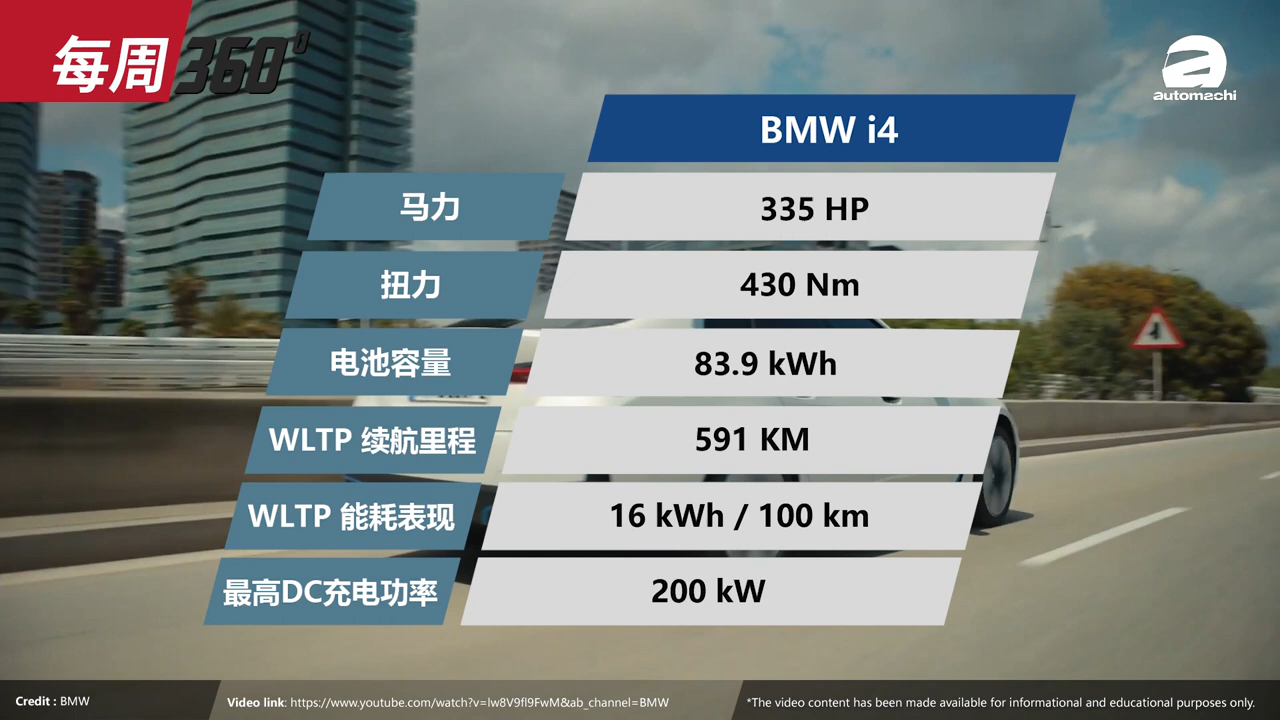 每周360°
automachi
BMW i4
马力 335 HP
扭力 430 Nm
电池容量 83.9 kWh
WLTP 续航里程 591 KM
WLTP 能耗表现 16 kWh / 100 km
最高DC充电功率 200 kW
Credit : BMW
Video link: https://www.youtube.com/watch?v=lw8V9fl9FwM&ab_channel=BMW
*The video content has been made available for informational and educational purposes only.